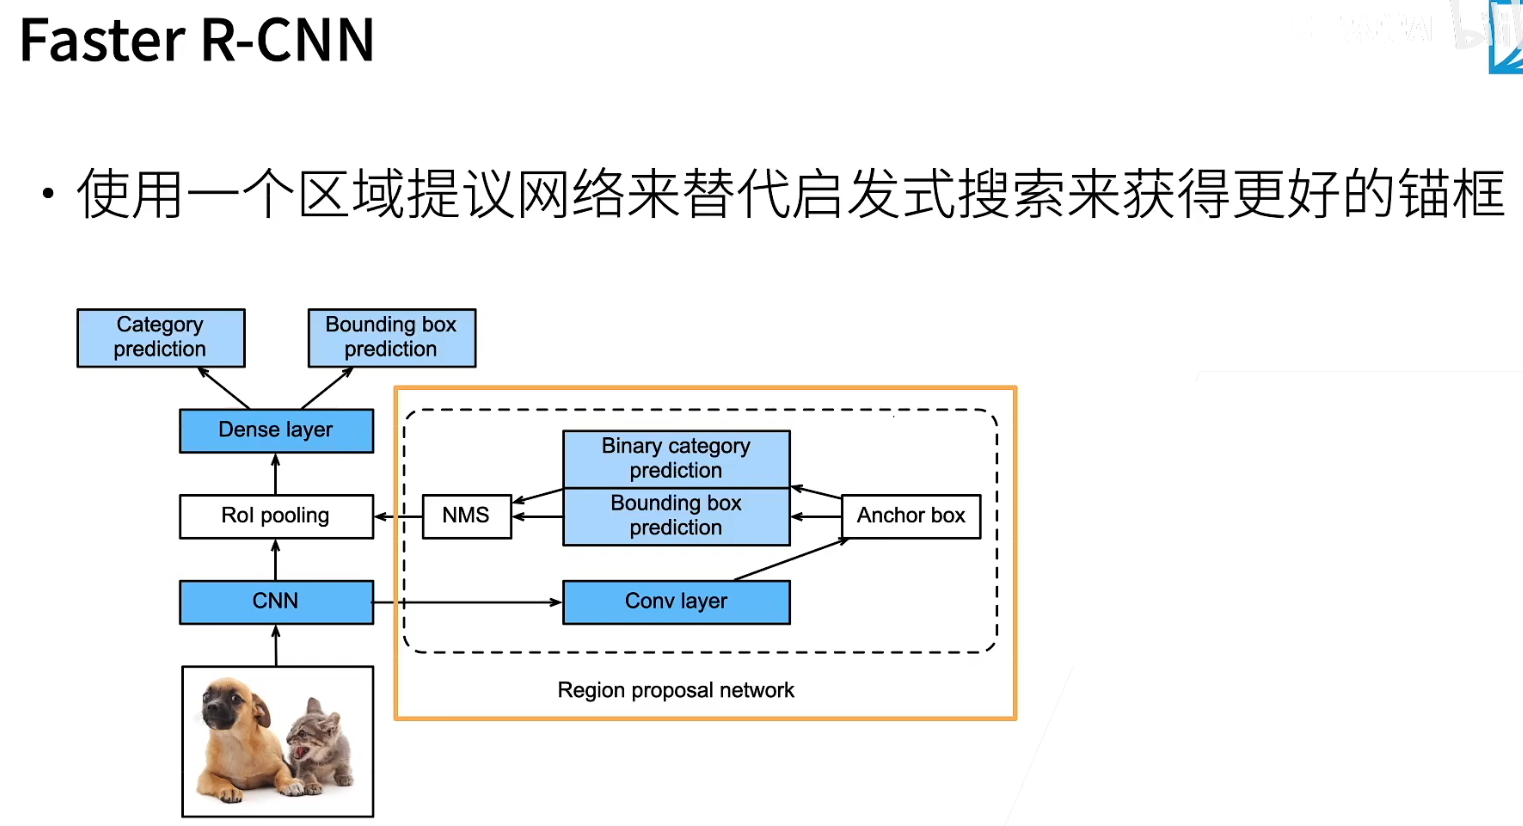 Faster R-CNN
• 使用一个区域提议网络来替代启发式搜索来获得更好的锚框
Category
prediction
Bounding box
prediction
Dense layer
RoI pooling
CNN
NMS
Binary category
prediction
Bounding box
prediction
Anchor box
Conv layer
Region proposal network